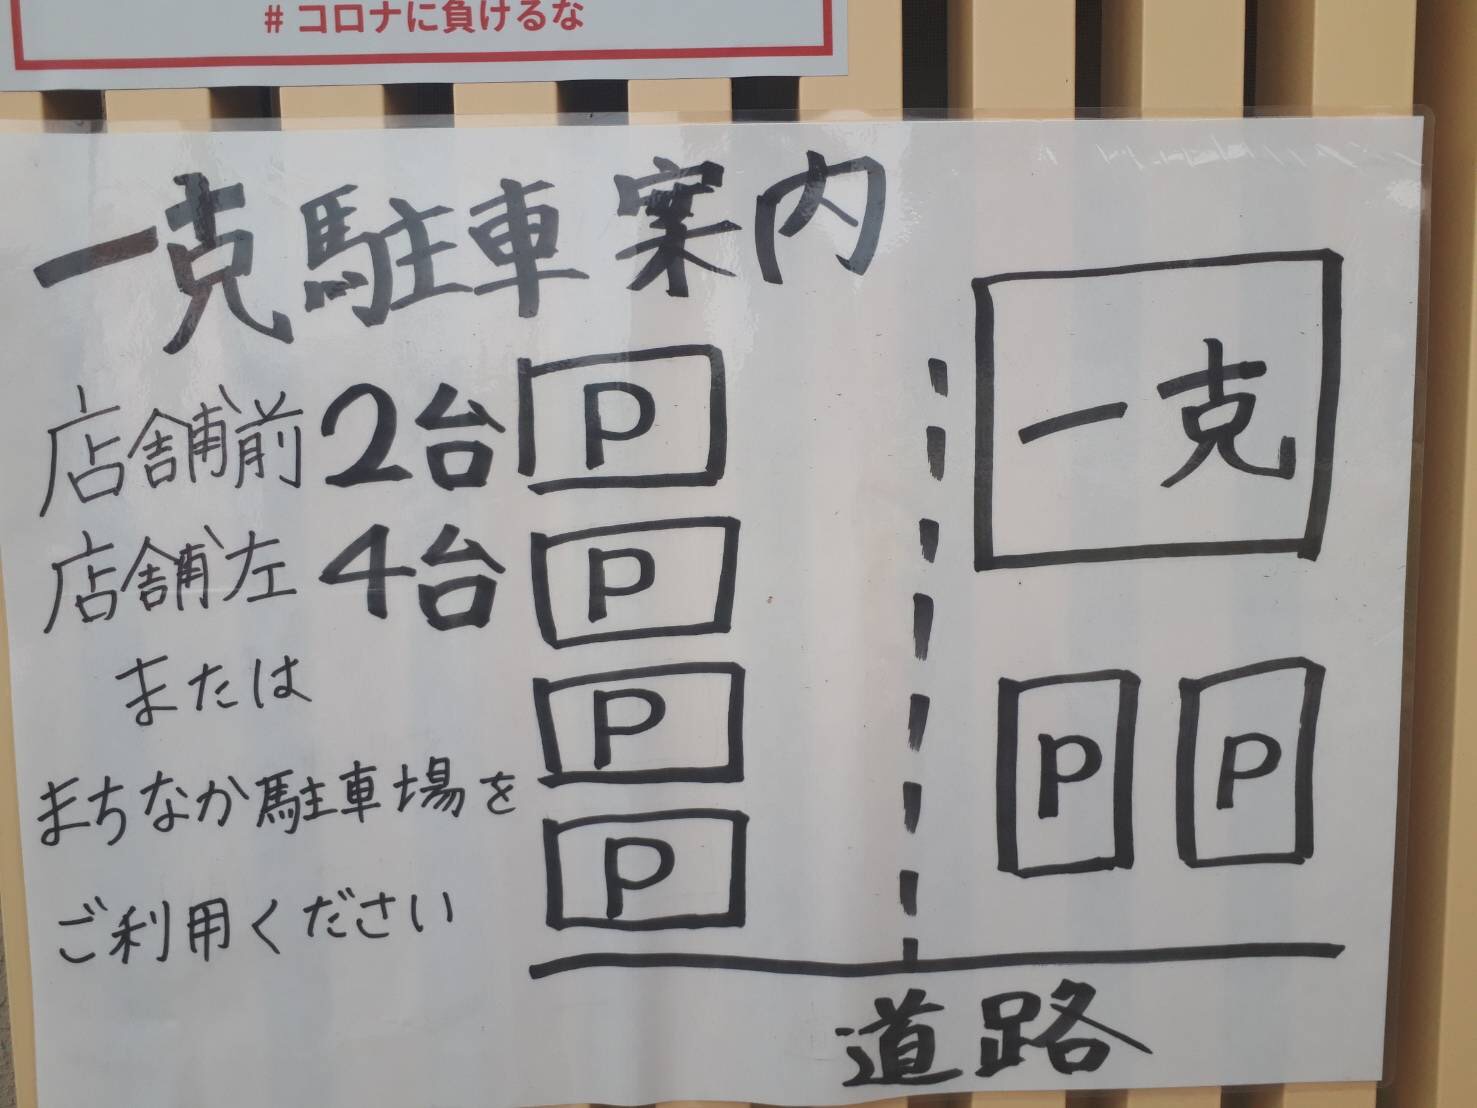 # コロナに負けるな
一克駐車案内
店舗前2台
P
店舗左4台
P
または
P
まちなか駐車場を
P
ご利用ください
一克
P P
道路